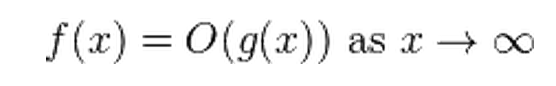 f(x) = O(g(x)) as x → ∞